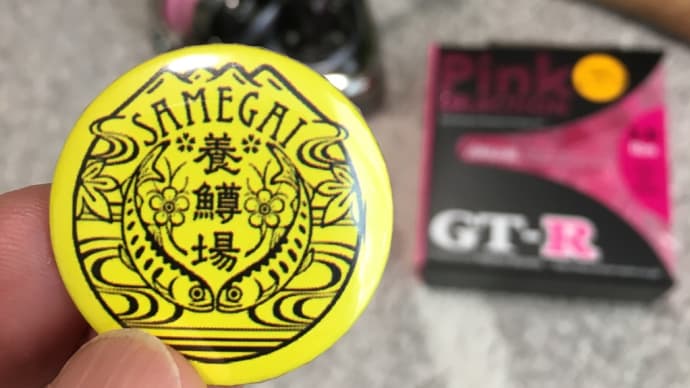 SAMEGAI
養鱒場
Pink
GT-R